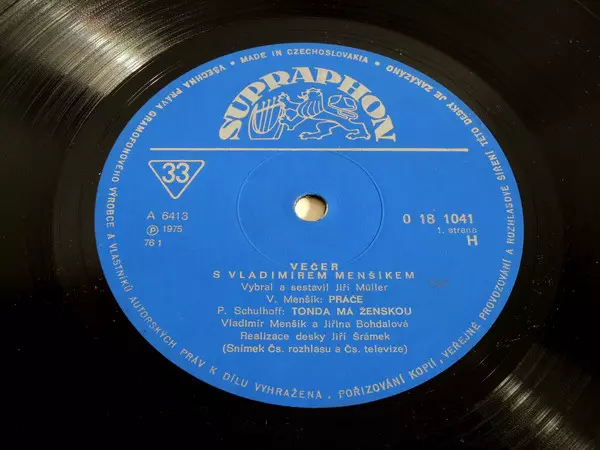 SUPRAPHON
33
A 6413
Ⓟ 1975
76 1
0 18 1041
1. strana
H
VEČER
S VLADIMÍREM MENŠÍKEM
Vybral a sestavil Jiří Müller
V. Menšík: PRÁCE
P. Schulhoff: TONDA MÁ ŽENSKOU
Vladimír Menšík a Jiřina Bohdalová
Realizace desky Jiří Šrámek
(Snímek Čs. rozhlasu a Čs. televize)
• MADE IN CZECHOSLOVAKIA •
VŠECHNA PRÁVA GRAMOFONOVÉHO VÝROBCE A VLASTNÍKŮ AUTORSKÝCH PRÁV K DÍLU VYHRAŽENA. POŘIZOVÁNÍ KOPIÍ, VEŘEJNÉ PROVOZOVÁNÍ A ROZHLASOVÉ ŠÍŘENÍ TÉTO DESKY JE ZAKÁZÁNO